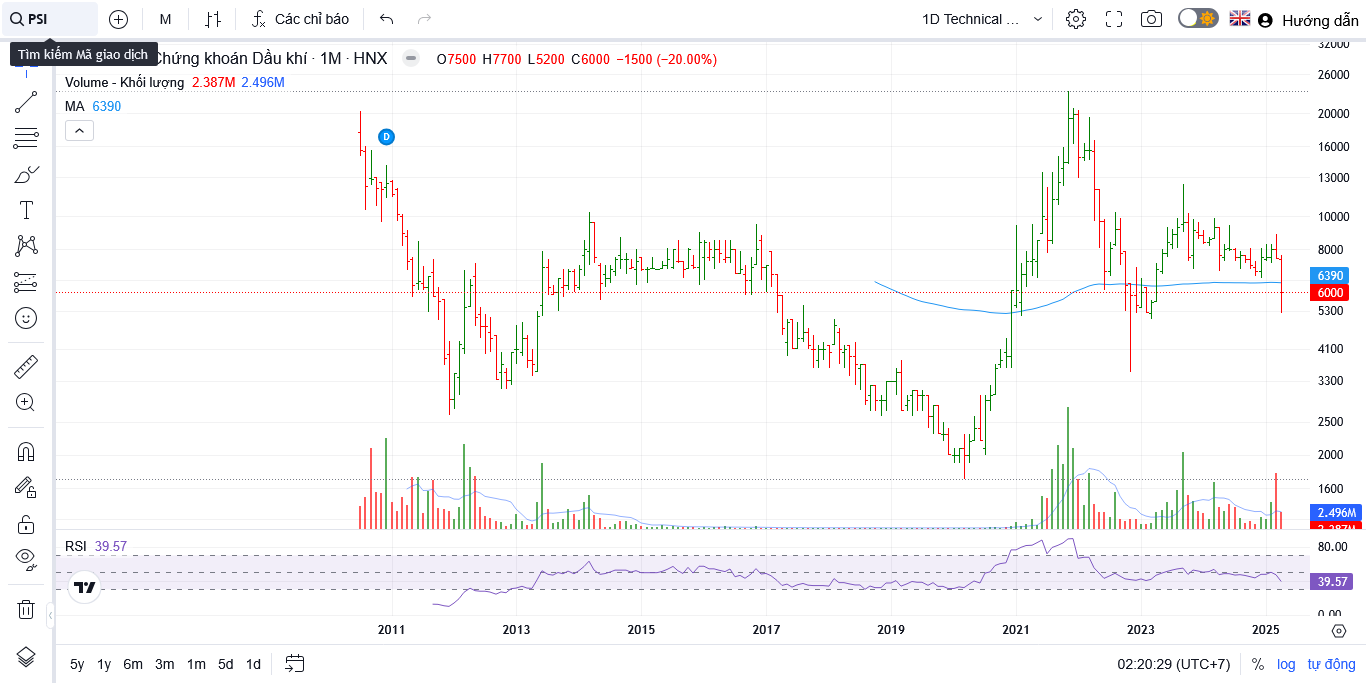 PSI
M
Các chỉ báo
1D Technical ...
Hướng dẫn
Tìm kiếm Mã giao dịch
Chứng khoán Dầu khí · 1M · HNX
O7500 H7700 L5200 C6000 −1500 (−20.00%)
Volume - Khối lượng 2.387M 2.496M
MA 6390
D
32000
26000
20000
16000
13000
10000
8000
6390
6000
5300
4100
3300
2500
2000
1600
2.496M
2.387M
RSI 39.57
80.00
39.57
0.00
2011 2013 2015 2017 2019 2021 2023 2025
5y 1y 6m 3m 1m 5d 1d
02:20:29 (UTC+7) % log tự động